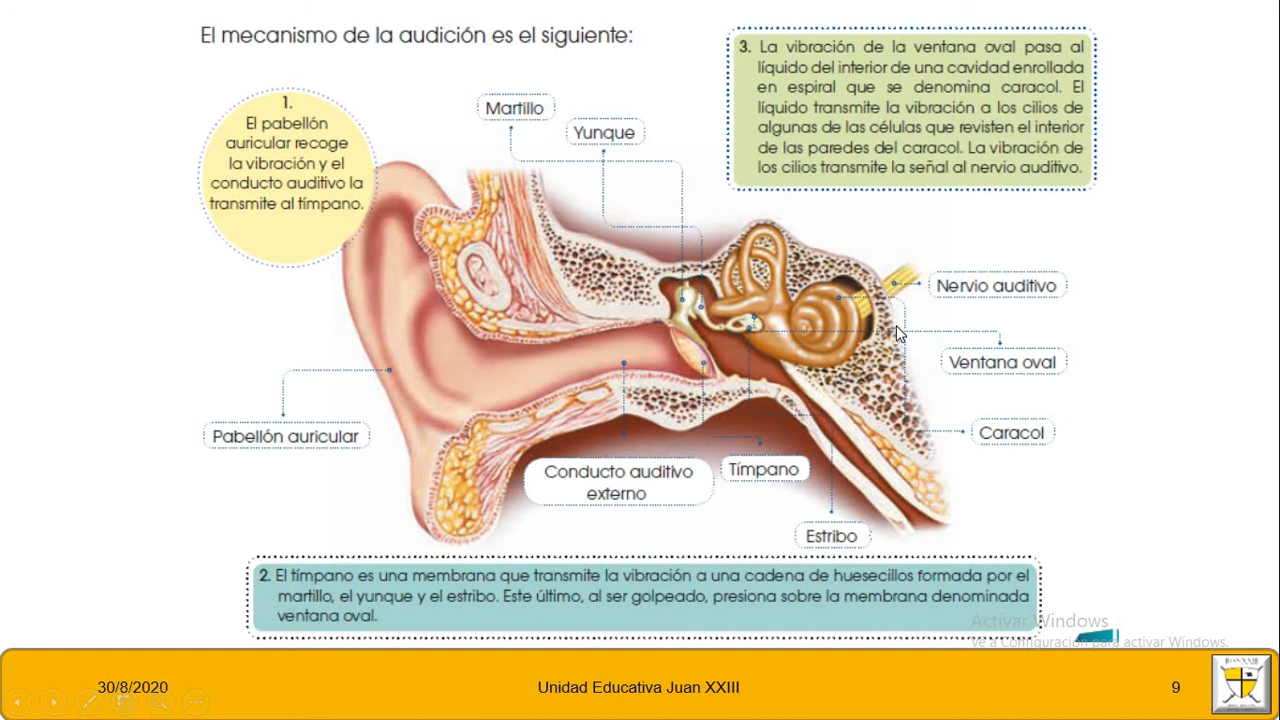 El mecanismo de la audición es el siguiente:
1.
El pabellón
auricular recoge
la vibración y el
conducto auditivo la
transmite al tímpano.
Martillo
Yunque
3. La vibración de la ventana oval pasa al
líquido del interior de una cavidad enrollada
en espiral que se denomina caracol. El
líquido transmite la vibración a los cilios de
algunas de las células que revisten el interior
de las paredes del caracol. La vibración de
los cilios transmite la señal al nervio auditivo.
Nervio auditivo
Ventana oval
Caracol
Pabellón auricular
Conducto auditivo
externo
Tímpano
Estribo
2. El tímpano es una membrana que transmite la vibración a una cadena de huesecillos formada por el
martillo, el yunque y el estribo. Este último, al ser golpeado, presiona sobre la membrana denominada
ventana oval.
Activar Windows
Ve a Configuración para activar Windows.
30/8/2020
Unidad Educativa Juan XXIII
9
JUAN XXIII